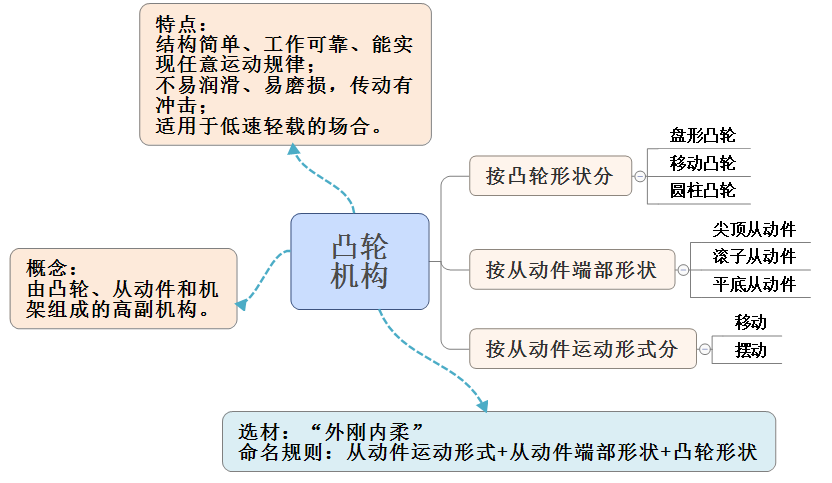 特点：
结构简单、工作可靠、能实
现任意运动规律；
不易润滑、易磨损，传动有
冲击；
适用于低速轻载的场合。
概念：
由凸轮、从动件和机
架组成的高副机构。
凸轮
机构
按凸轮形状分
盘形凸轮
移动凸轮
圆柱凸轮
按从动件端部形状
尖顶从动件
滚子从动件
平底从动件
按从动件运动形式分
移动
摆动
选材：“外刚内柔”
命名规则：从动件运动形式+从动件端部形状+凸轮形状